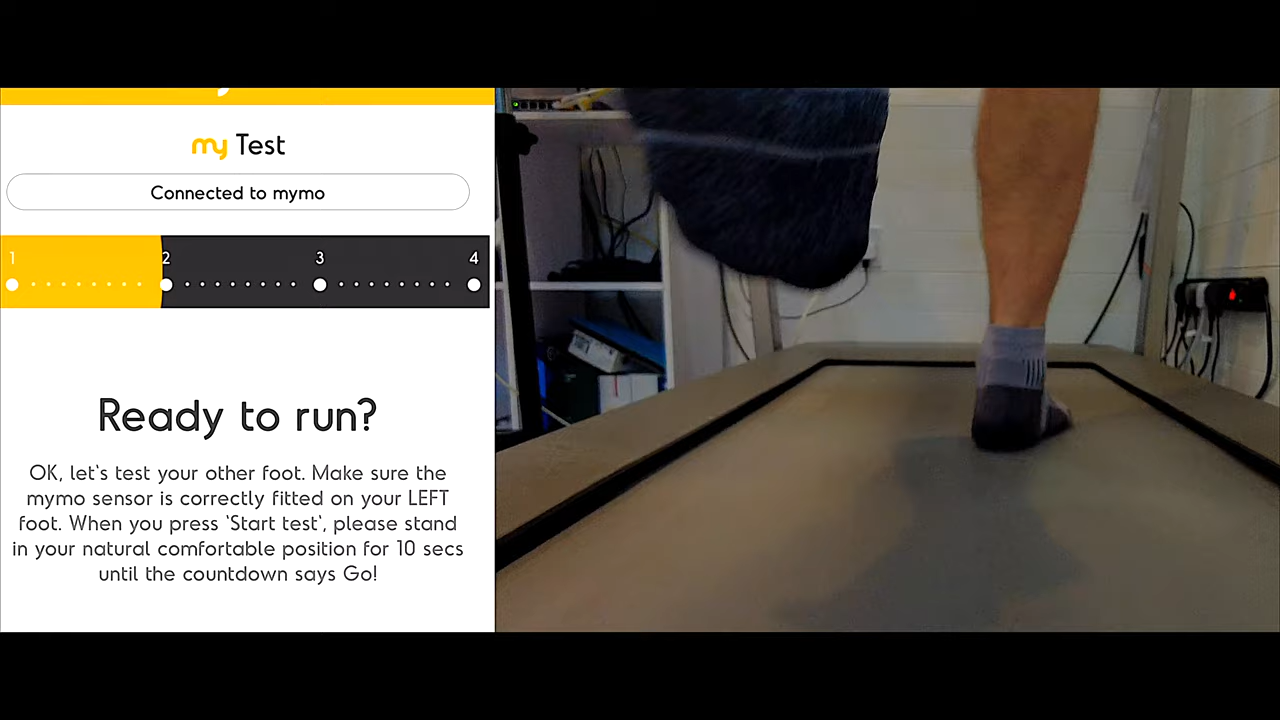 my Test
Connected to mymo
1 2 3 4
Ready to run?
OK, let's test your other foot. Make sure the
mymo sensor is correctly fitted on your LEFT
foot. When you press 'Start test', please stand
in your natural comfortable position for 10 secs
until the countdown says Go!